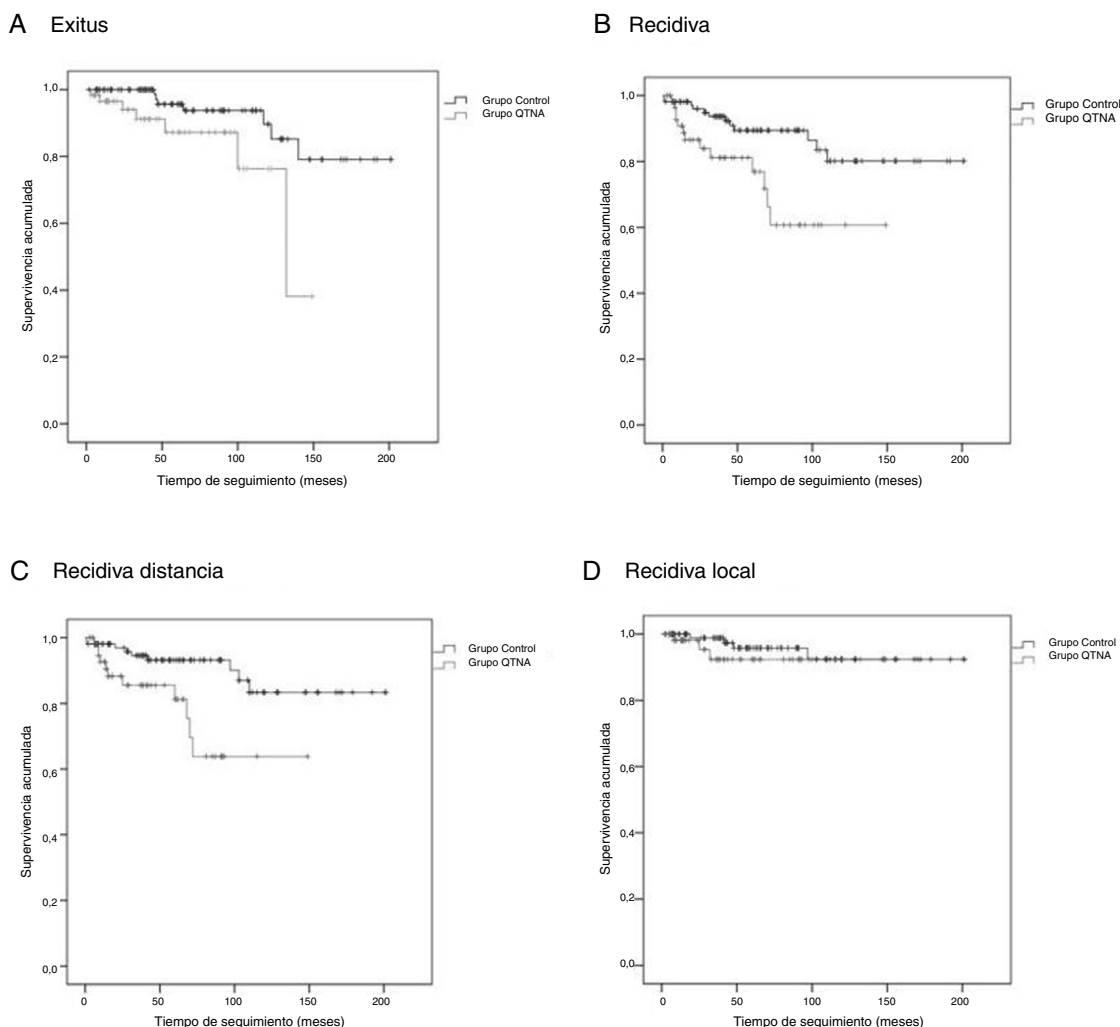 A Exitus
Supervivencia acumulada
1,0
0,8
0,6
0,4
0,2
0,0
0 50 100 150 200
Tiempo de seguimiento (meses)
Grupo Control
Grupo QTNA
B Recidiva
Supervivencia acumulada
1,0
0,8
0,6
0,4
0,2
0,0
0 50 100 150 200
Tiempo de seguimiento (meses)
Grupo Control
Grupo QTNA
C Recidiva distancia
Supervivencia acumulada
1,0
0,8
0,6
0,4
0,2
0,0
0 50 100 150 200
Tiempo de seguimiento (meses)
Grupo Control
Grupo QTNA
D Recidiva local
Supervivencia acumulada
1,0
0,8
0,6
0,4
0,2
0,0
0 50 100 150 200
Tiempo de seguimiento (meses)
Grupo Control
Grupo QTNA